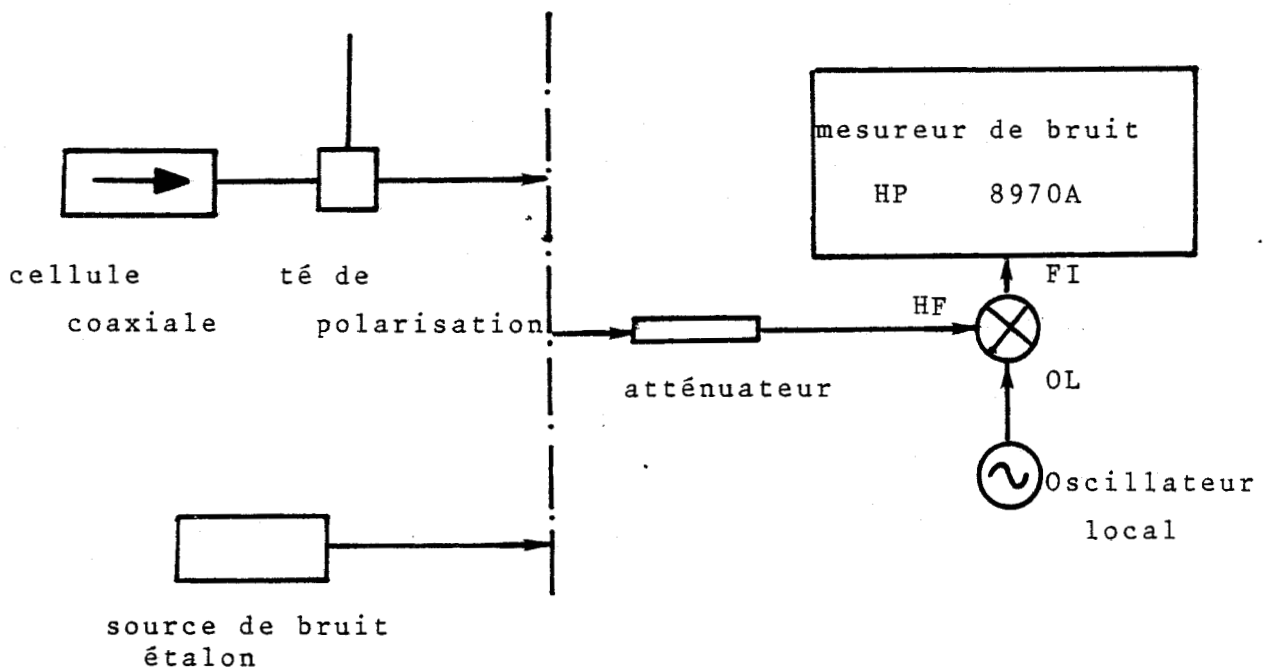 mesureur de bruit
HP 8970A
FI
HF
OL
cellule
coaxiale
té de
polarisation
atténuateur
Oscillateur
local
source de bruit
étalon